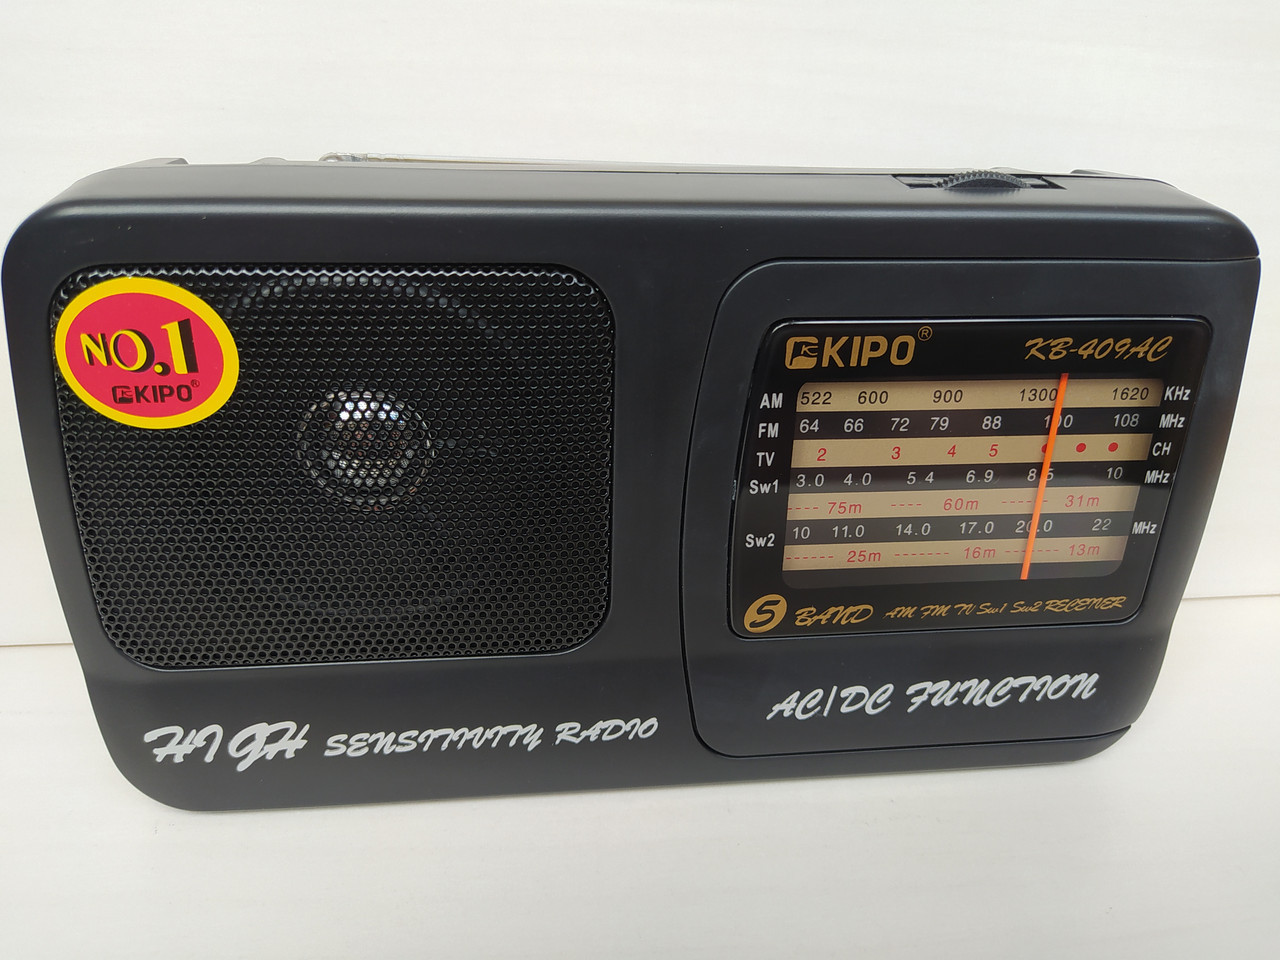 NO.1
KIPO®
KIPO® KB-409AC
AM 522 600 900 1300 1620 KHz
FM 64 66 72 79 88 100 108 MHz
TV 2 3 4 5 CH
Sw1 3.0 4.0 5 4 6.9 8.5 10 MHz
---- 75m ------ 60m ------ 31m ----
Sw2 10 11.0 14.0 17.0 20.0 22 MHz
------ 25m ------ 16m ------ 13m ---
5 BAND AM FM TV Sw1 Sw2 RECEIVER
AC/DC FUNCTION
HIGH SENSITIVITY RADIO